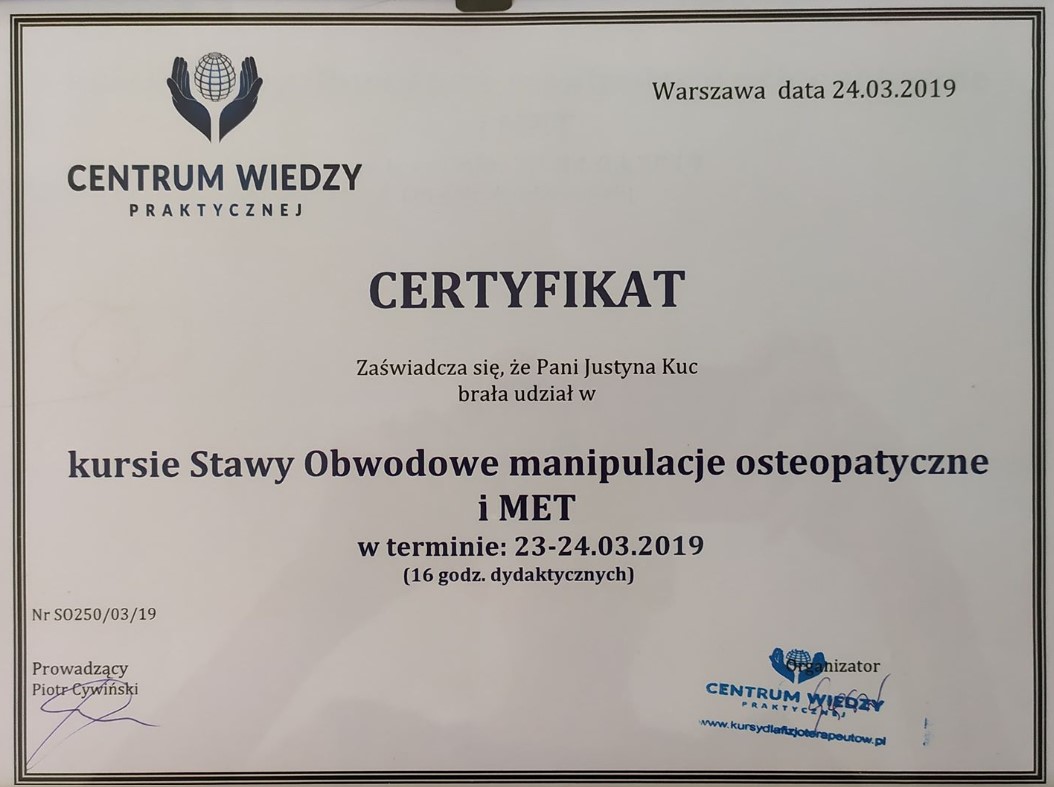 Warszawa data 24.03.2019
CENTRUM WIEDZY
PRAKTYCZNEJ
CERTYFIKAT
Zaświadcza się, że Pani Justyna Kuc
brała udział w
kursie Stawy Obwodowe manipulacje osteopatyczne
i MET
w terminie: 23-24.03.2019
(16 godz. dydaktycznych)
Nr SO250/03/19
Prowadzący
Piotr Cywiński
Organizator
CENTRUM WIEDZY
PRAKTYCZNEJ
www.kursydlafizjoterapeutow.pl